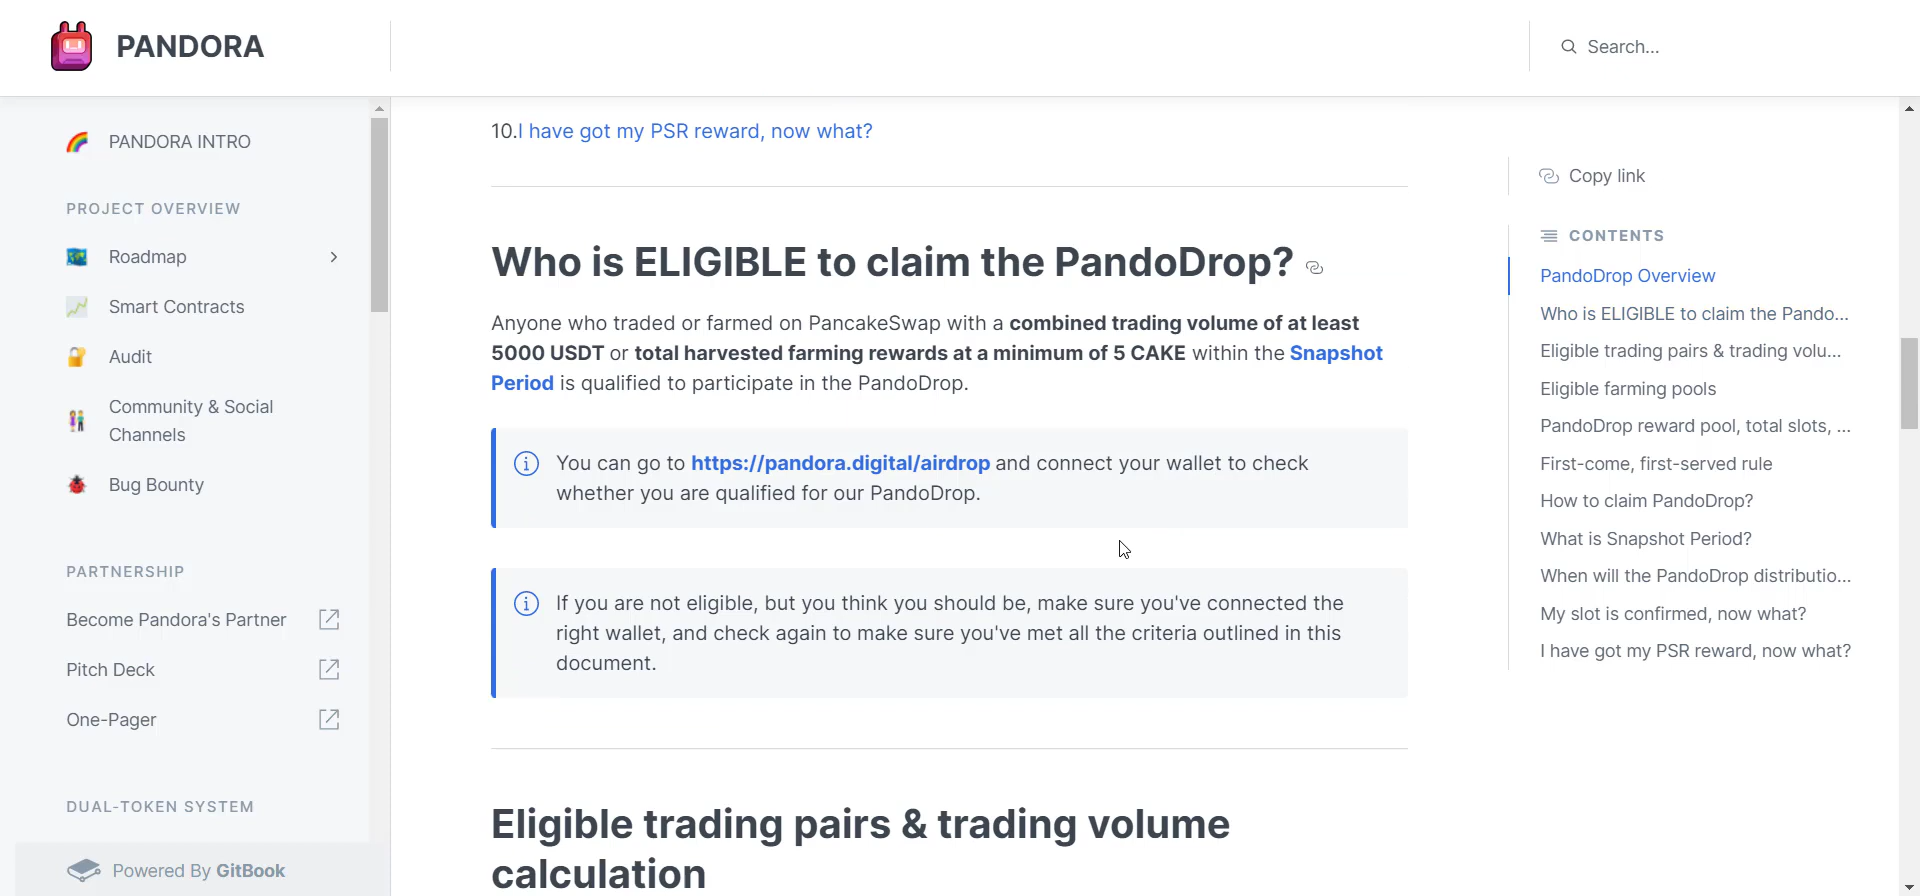 PANDORA
Search...
PANDORA INTRO
PROJECT OVERVIEW
Roadmap
Smart Contracts
Audit
Community & Social
Channels
Bug Bounty
PARTNERSHIP
Become Pandora's Partner
Pitch Deck
One-Pager
DUAL-TOKEN SYSTEM
Powered By GitBook
10.I have got my PSR reward, now what?
Who is ELIGIBLE to claim the PandoDrop?
Anyone who traded or farmed on PancakeSwap with a combined trading volume of at least
5000 USDT or total harvested farming rewards at a minimum of 5 CAKE within the Snapshot
Period is qualified to participate in the PandoDrop.
You can go to https://pandora.digital/airdrop and connect your wallet to check
whether you are qualified for our PandoDrop.
If you are not eligible, but you think you should be, make sure you've connected the
right wallet, and check again to make sure you've met all the criteria outlined in this
document.
Eligible trading pairs & trading volume
calculation
Copy link
CONTENTS
PandoDrop Overview
Who is ELIGIBLE to claim the Pando...
Eligible trading pairs & trading volu...
Eligible farming pools
PandoDrop reward pool, total slots, ...
First-come, first-served rule
How to claim PandoDrop?
What is Snapshot Period?
When will the PandoDrop distributio...
My slot is confirmed, now what?
I have got my PSR reward, now what?